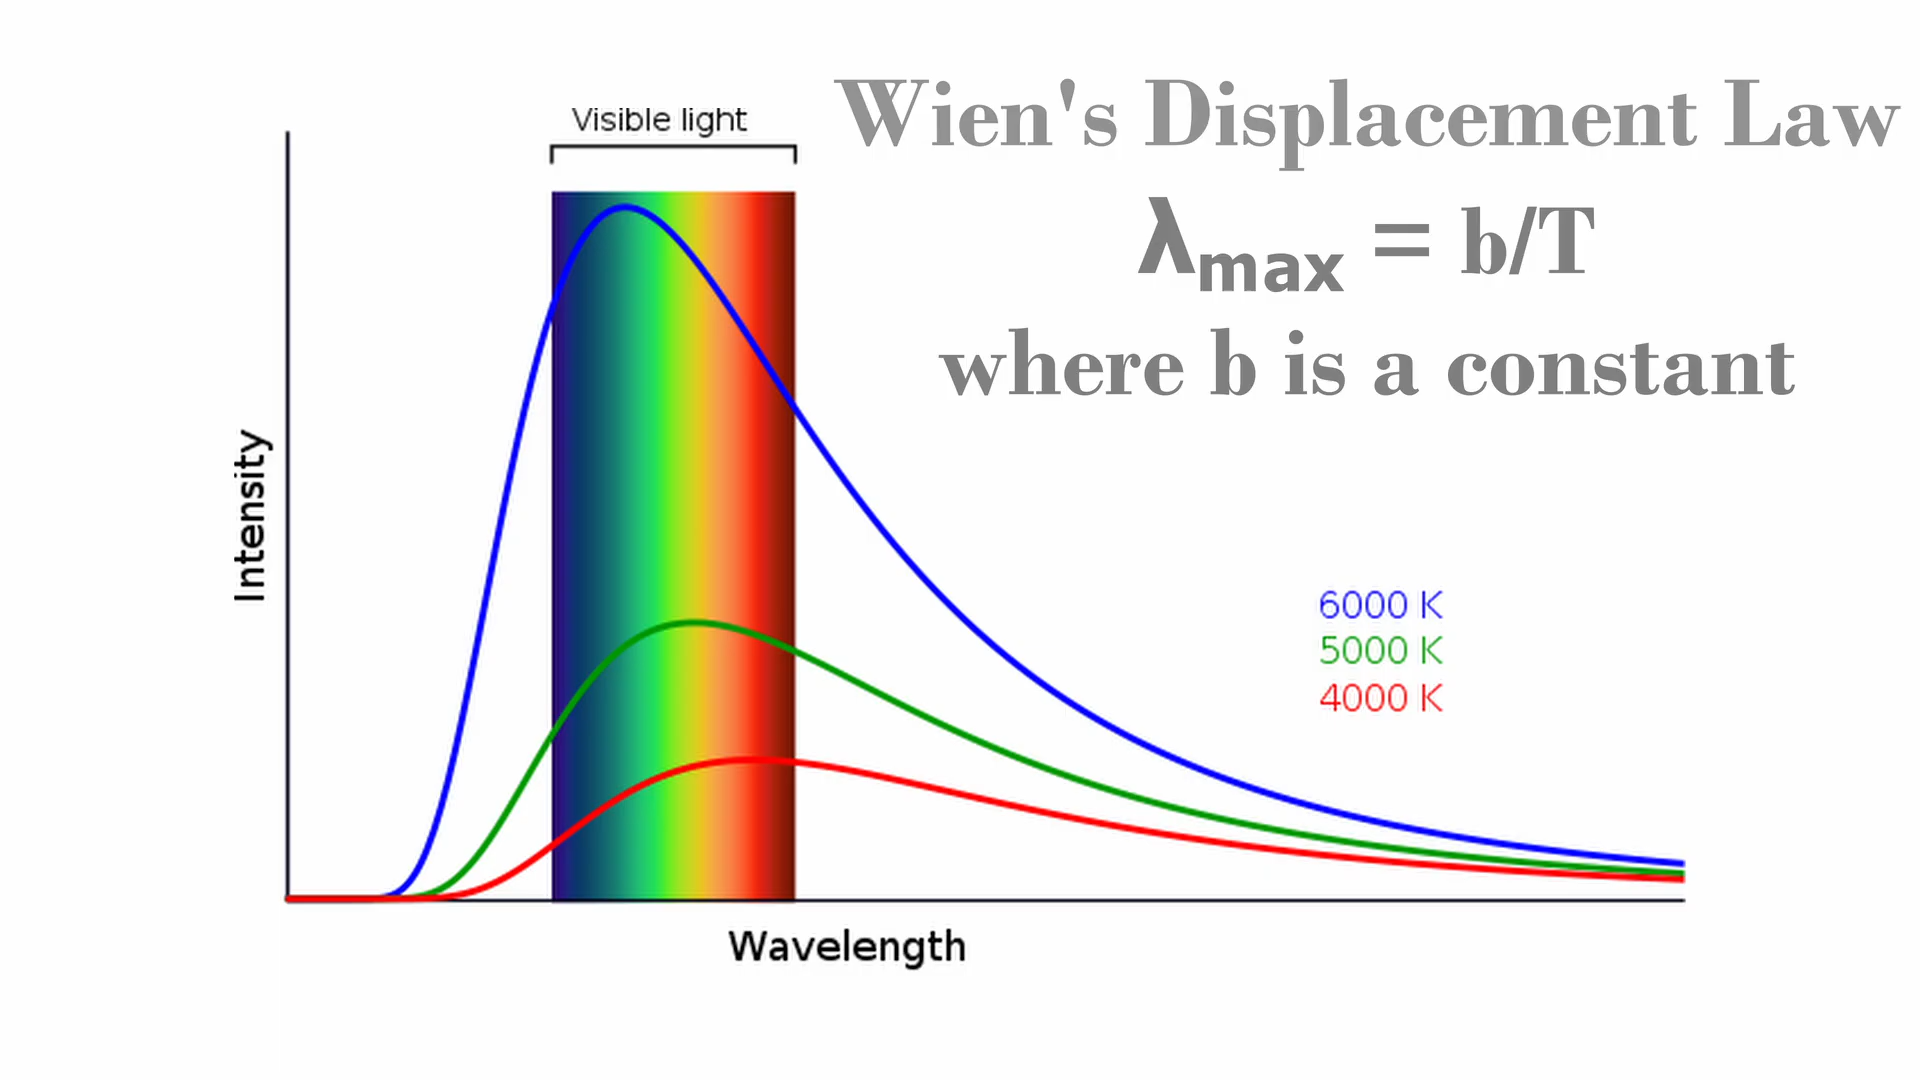 Visible light
Wien's Displacement Law
λmax = b/T
where b is a constant
Intensity
6000 K
5000 K
4000 K
Wavelength